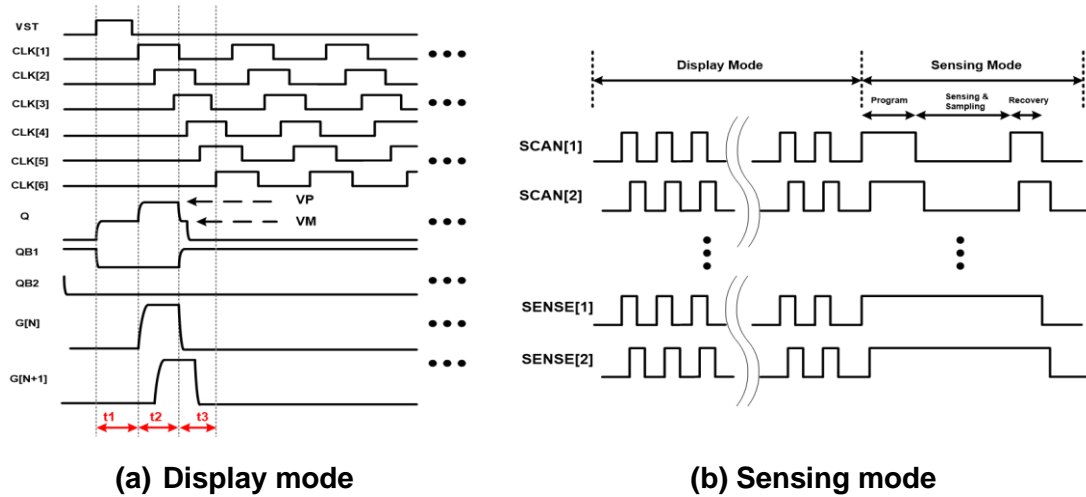 VST
CLK[1]
CLK[2]
CLK[3]
CLK[4]
CLK[5]
CLK[6]
Q
VP
VM
QB1
QB2
G[N]
G[N+1]
t1 t2 t3
(a) Display mode
Display Mode Sensing Mode
Program Sensing & Sampling Recovery
SCAN[1]
SCAN[2]
SENSE[1]
SENSE[2]
(b) Sensing mode